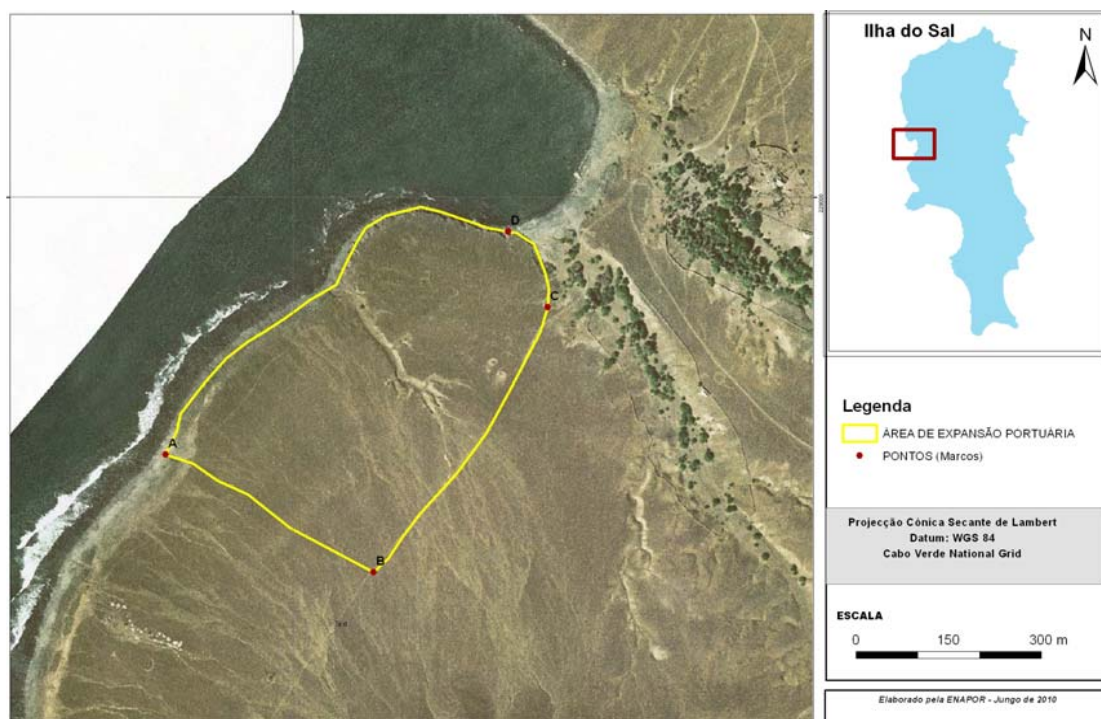 Ilha do Sal
N
D
C
A
B
Legenda
ÁREA DE EXPANSÃO PORTUÁRIA
PONTOS (Marcos)
Projecção Cónica Secante de Lambert
Datum: WGS 84
Cabo Verde National Grid
ESCALA
0 150 300 m
Elaborado pela ENAPOR - Jungo de 2010